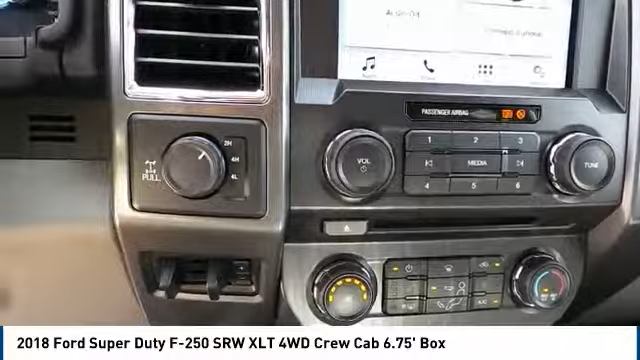 PASSENGER AIRBAG
2H
4H
4L
PULL
VOL
1 2 3
MEDIA
4 5 6
TUNE
A/C
2018 Ford Super Duty F-250 SRW XLT 4WD Crew Cab 6.75' Box